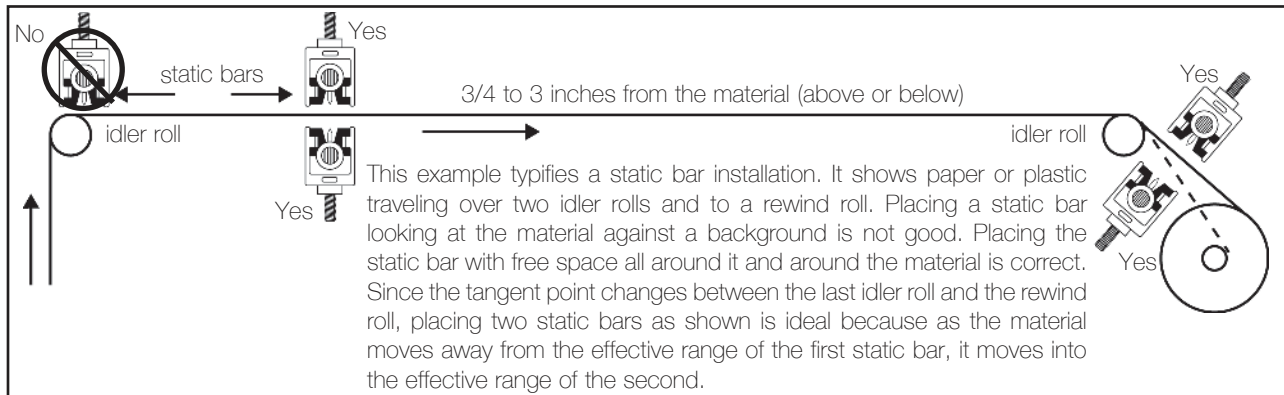 No
Yes
static bars
3/4 to 3 inches from the material (above or below)
Yes
idler roll
idler roll
Yes
This example typifies a static bar installation. It shows paper or plastic
traveling over two idler rolls and to a rewind roll. Placing a static bar
looking at the material against a background is not good. Placing the
static bar with free space all around it and around the material is correct.
Since the tangent point changes between the last idler roll and the rewind
roll, placing two static bars as shown is ideal because as the material
moves away from the effective range of the first static bar, it moves into
the effective range of the second.
Yes